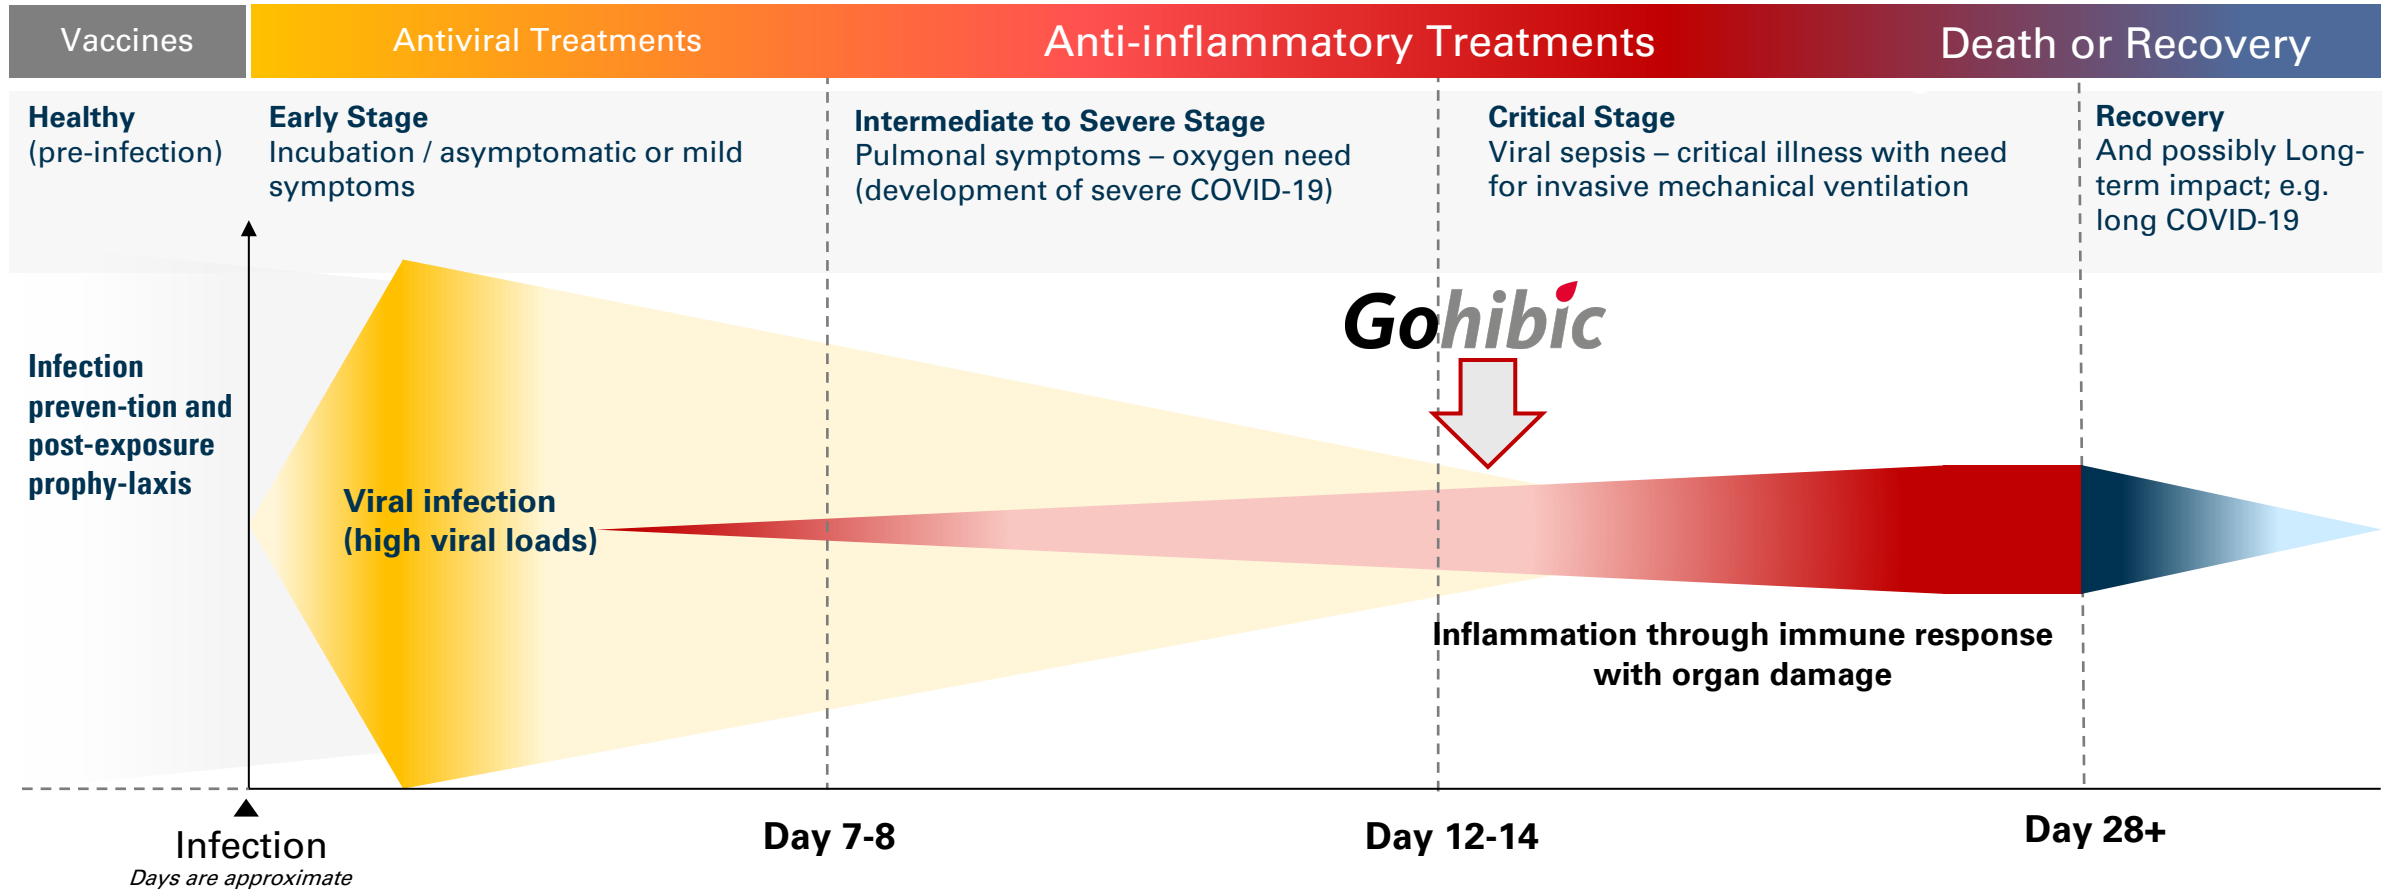 Vaccines
Antiviral Treatments
Anti-inflammatory Treatments
Death or Recovery
Healthy
(pre-infection)
Early Stage
Incubation / asymptomatic or mild
symptoms
Intermediate to Severe Stage
Pulmonal symptoms – oxygen need
(development of severe COVID-19)
Critical Stage
Viral sepsis – critical illness with need
for invasive mechanical ventilation
Recovery
And possibly Long-
term impact; e.g.
long COVID-19
Gohibic
Infection
preven-tion and
post-exposure
prophy-laxis
Viral infection
(high viral loads)
Inflammation through immune response
with organ damage
Infection
Days are approximate
Day 7-8
Day 12-14
Day 28+